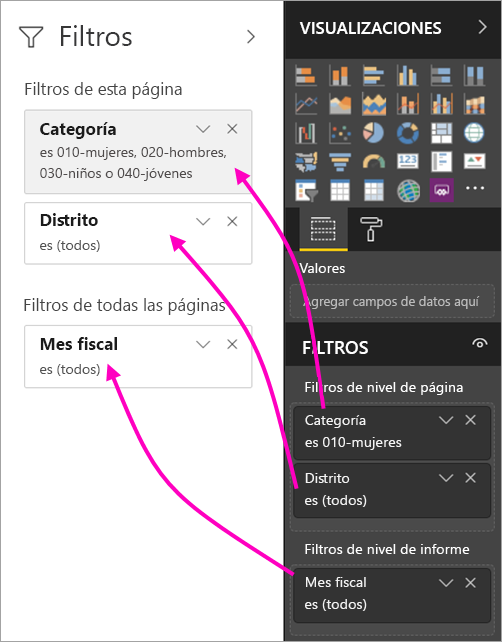 Filtros
Filtros de esta página
Categoría
es 010-mujeres, 020-hombres,
030-niños o 040-jóvenes
Distrito
es (todos)
Filtros de todas las páginas
Mes fiscal
es (todos)
VISUALIZACIONES
123
R
Valores
Agregar campos de datos aquí
FILTROS
Filtros de nivel de página
Categoría
es 010-mujeres
Distrito
es (todos)
Filtros de nivel de informe
Mes fiscal
es (todos)